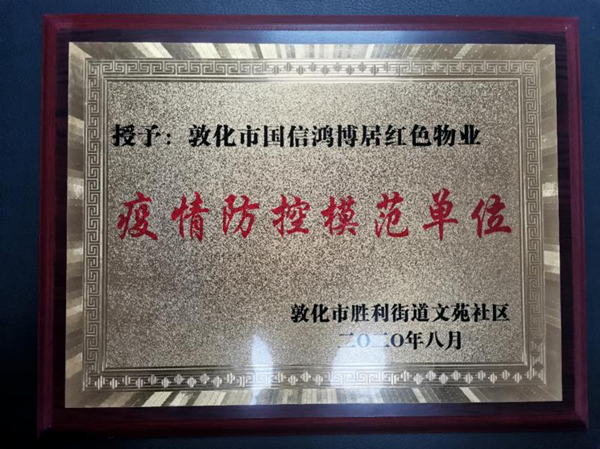 授予：敦化市国信鸿博居红色物业
疫情防控模范单位
敦化市胜利街道文苑社区
二〇二〇年八月